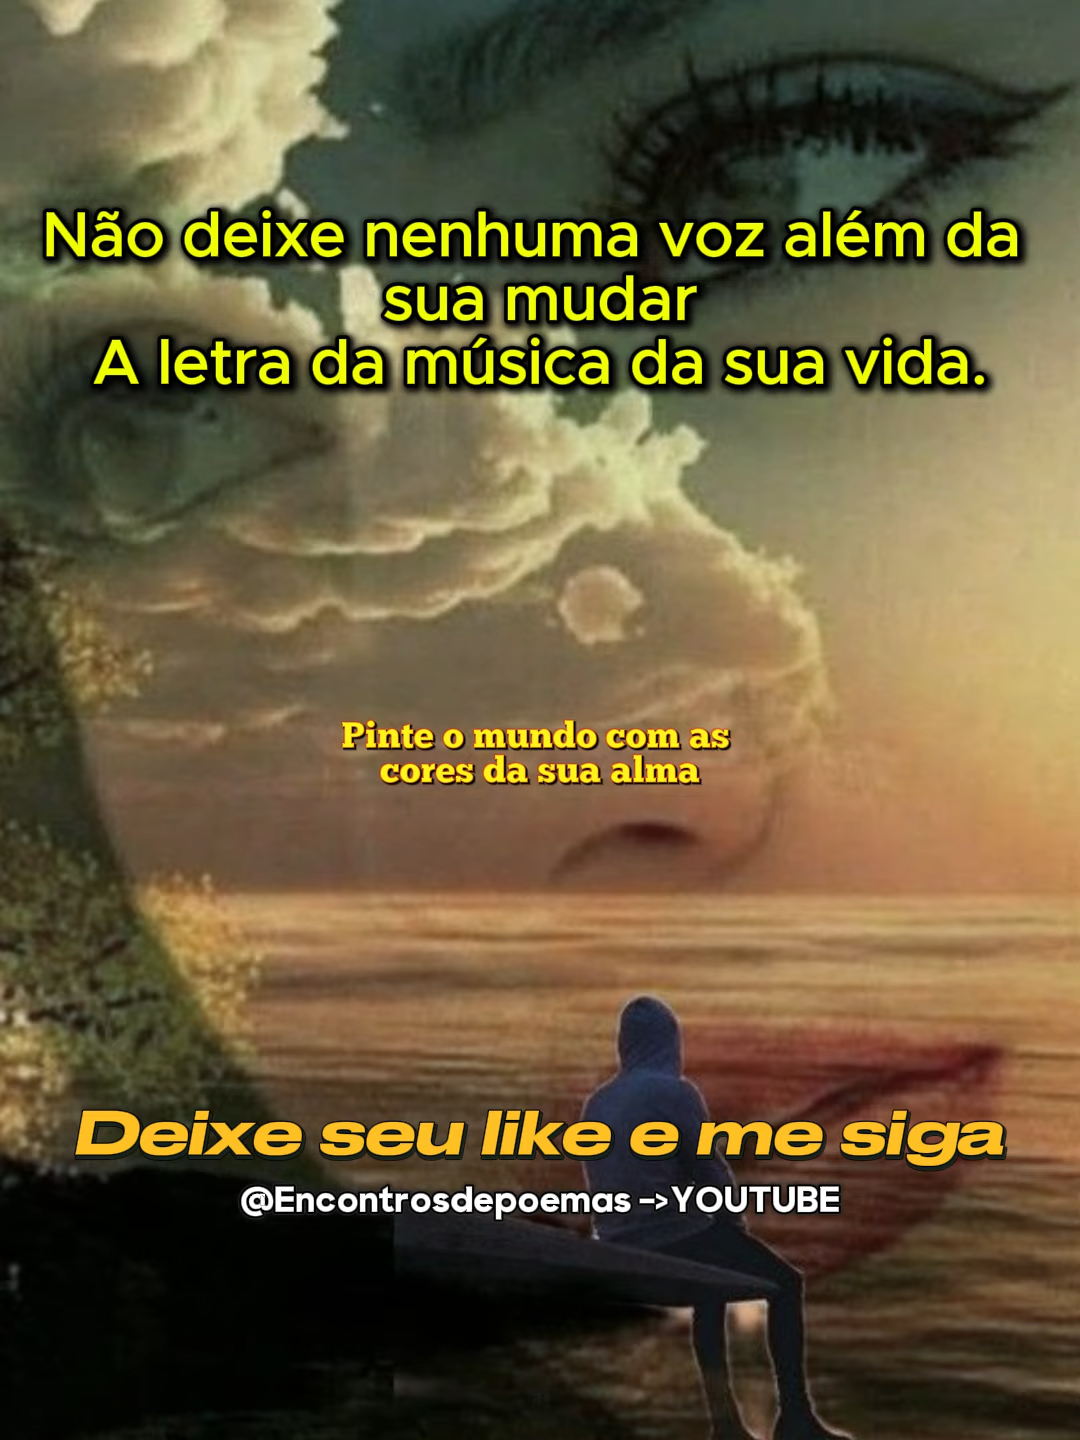 Não deixe nenhuma voz além da
sua mudar
A letra da música da sua vida.
Pinte o mundo com as
cores da sua alma
Deixe seu like e me siga
@Encontrosdepoemas ->YOUTUBE